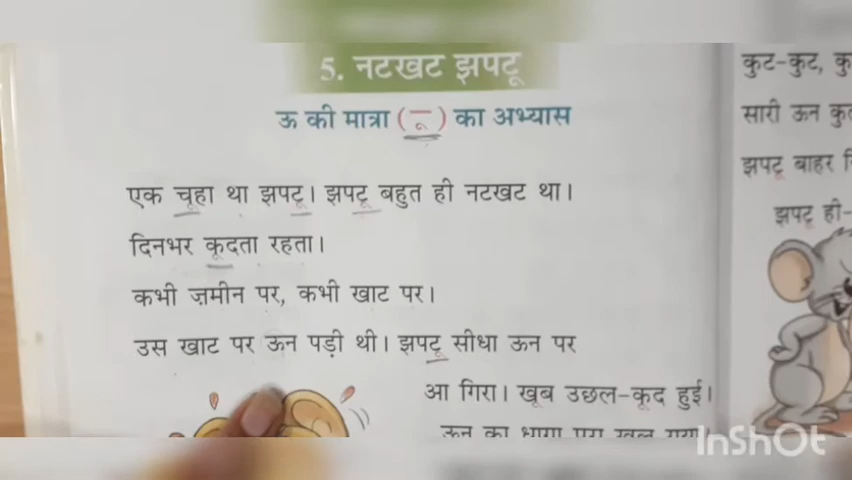 5. नटखट झपटू
ऊ की मात्रा ( ू ) का अभ्यास
एक चूहा था झपटू। झपटू बहुत ही नटखट था।
दिनभर कूदता रहता।
कभी ज़मीन पर, कभी खाट पर।
उस खाट पर ऊन पड़ी थी। झपटू सीधा ऊन पर
आ गिरा। खूब उछल-कूद हुई।
ऊन का धागा
कुट-कुट,
सारी ऊन
झपटू बाहर
झपटू ही-
InShOt